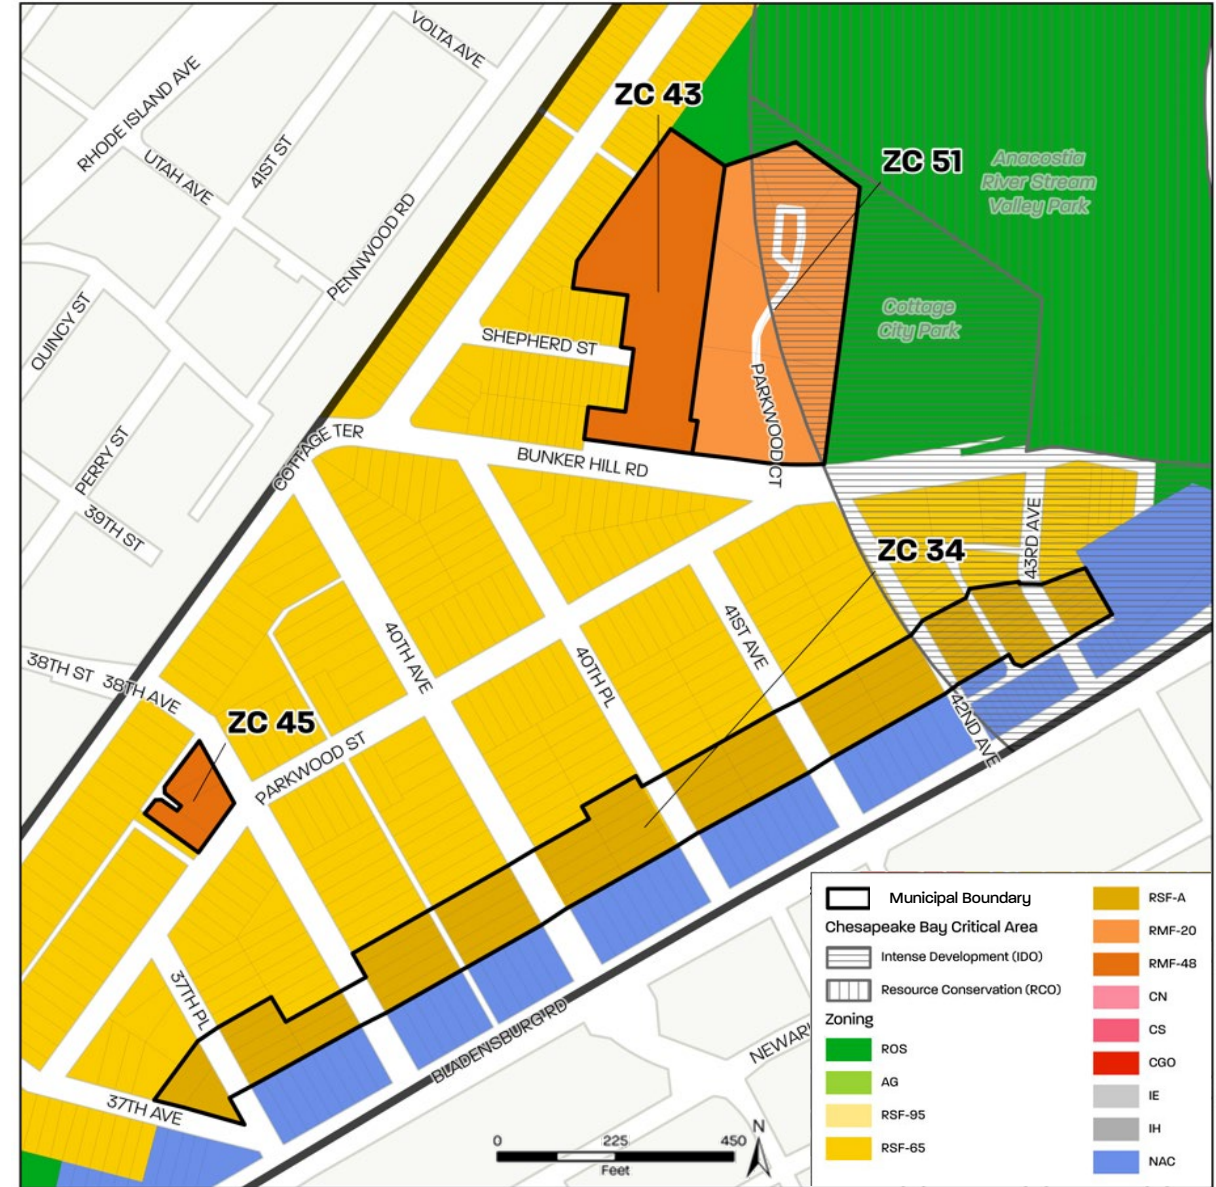 VOLTA AVE
RHODE ISLAND AVE
ZC 43
UTAH AVE
41ST ST
ZC 51
Anacostia
River Stream
Valley Park
PENNWOOD RD
QUINCY ST
Cottage
City Park
SHEPHERD ST
PARKWOOD CT
PERRY ST
COTTAGE TER
BUNKER HILL RD
39TH ST
43RD AVE
ZC 34
40TH AVE
41ST AVE
40TH PL
38TH ST
38TH AVE
ZC 45
42ND AVE
PARKWOOD ST
37TH PL
BLADENSBURG RD
37TH AVE
0
225
450
Feet
N
Municipal Boundary
Chesapeake Bay Critical Area
Intense Development (IDO)
Resource Conservation (RCO)
Zoning
ROS
AG
RSF-95
RSF-65
RSF-A
RMF-20
RMF-48
CN
CS
CGO
IE
IH
NAC